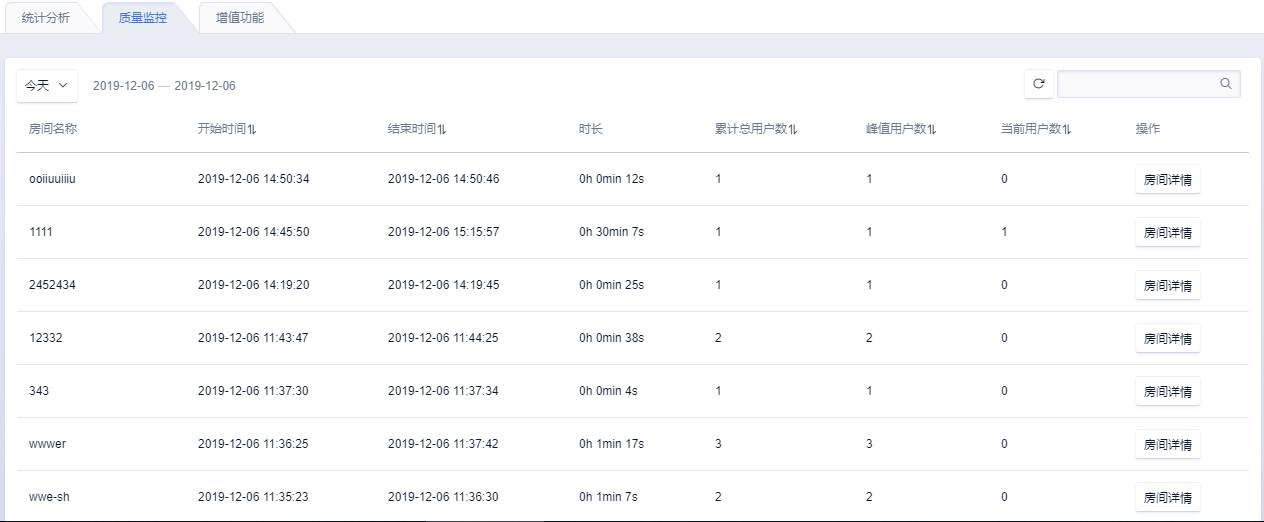 统计分析 质量监控 增值功能
今天 2019-12-06 — 2019-12-06
房间名称 开始时间⇅ 结束时间⇅ 时长 累计总用户数⇅ 峰值用户数⇅ 当前用户数⇅ 操作
ooiiuuiiiu 2019-12-06 14:50:34 2019-12-06 14:50:46 0h 0min 12s 1 1 0 房间详情
1111 2019-12-06 14:45:50 2019-12-06 15:15:57 0h 30min 7s 1 1 1 房间详情
2452434 2019-12-06 14:19:20 2019-12-06 14:19:45 0h 0min 25s 1 1 0 房间详情
12332 2019-12-06 11:43:47 2019-12-06 11:44:25 0h 0min 38s 2 2 0 房间详情
343 2019-12-06 11:37:30 2019-12-06 11:37:34 0h 0min 4s 1 1 0 房间详情
wwwer 2019-12-06 11:36:25 2019-12-06 11:37:42 0h 1min 17s 3 3 0 房间详情
wwe-sh 2019-12-06 11:35:23 2019-12-06 11:36:30 0h 1min 7s 2 2 0 房间详情